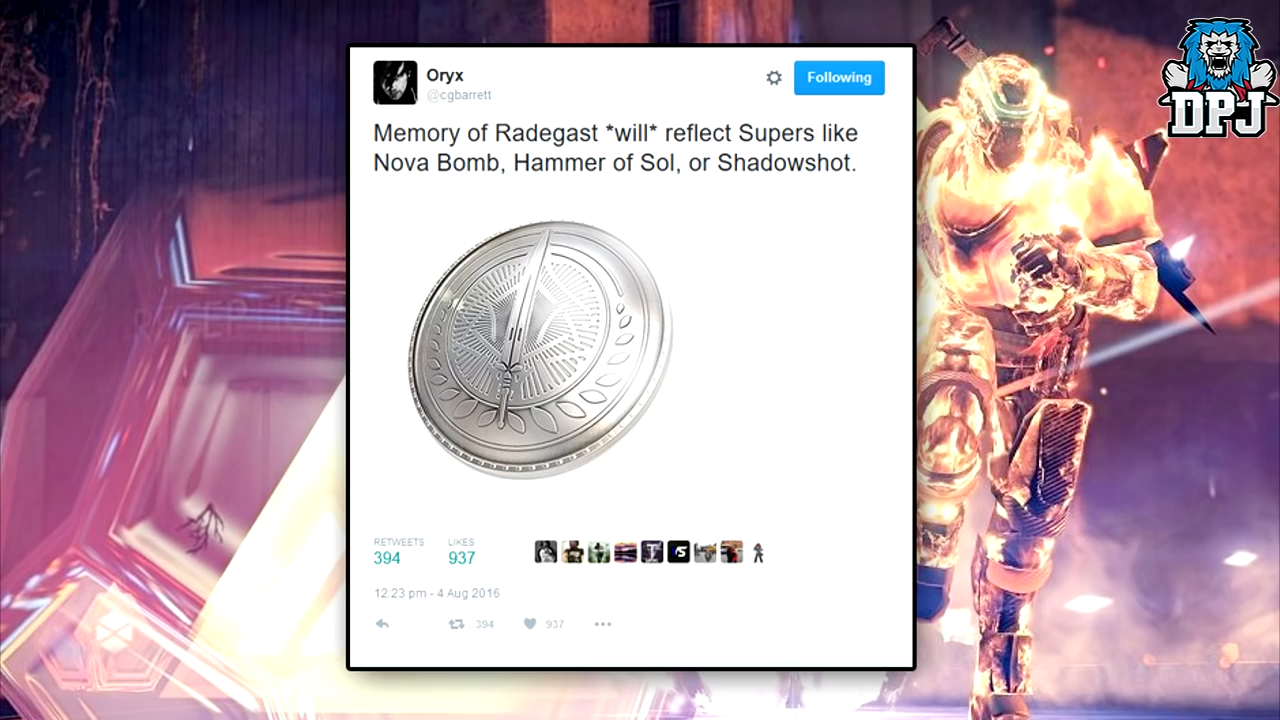 DPJ
Oryx
@cgbarrett
Following
Memory of Radegast *will* reflect Supers like
Nova Bomb, Hammer of Sol, or Shadowshot.
RETWEETS LIKES
394 937
12:23 pm - 4 Aug 2016
394 937